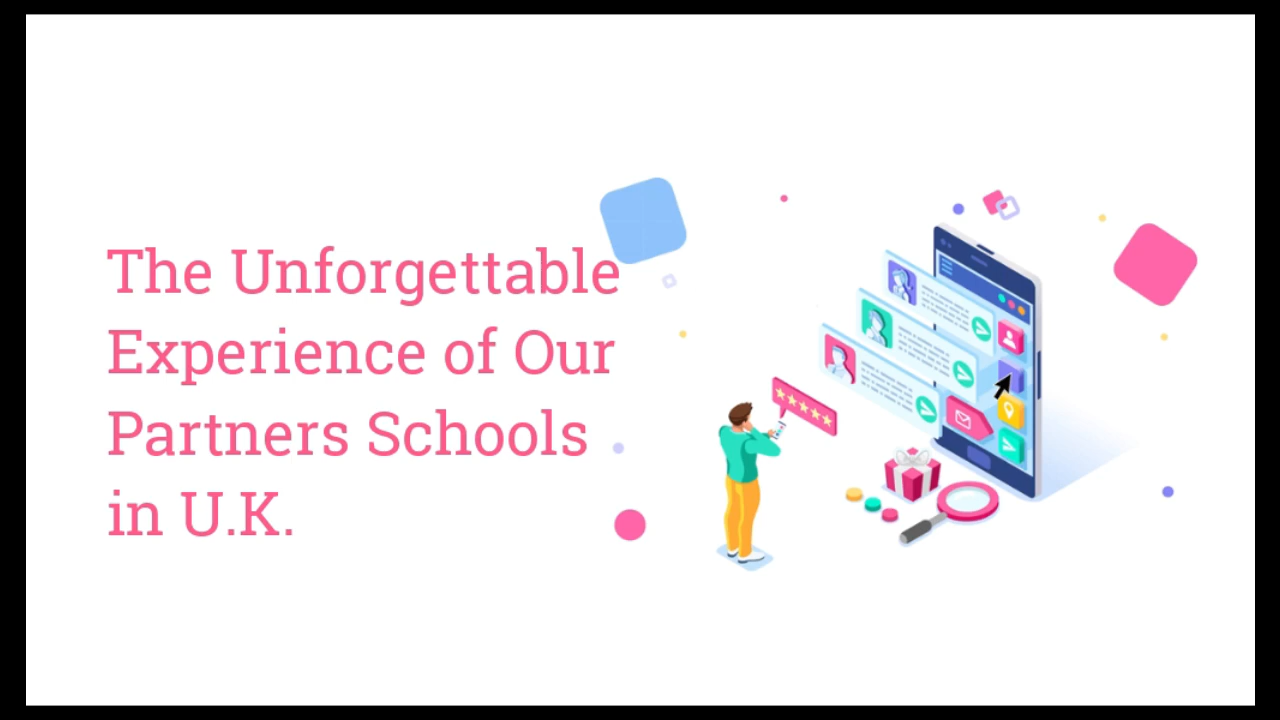 The Unforgettable
Experience of Our
Partners Schools
in U.K.